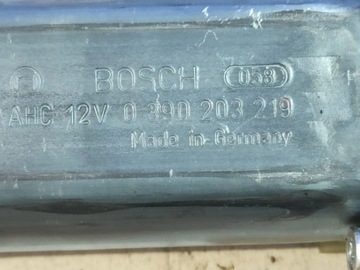 BOSCH 053
AHC 12V 0 390 203 219
Made in Germany